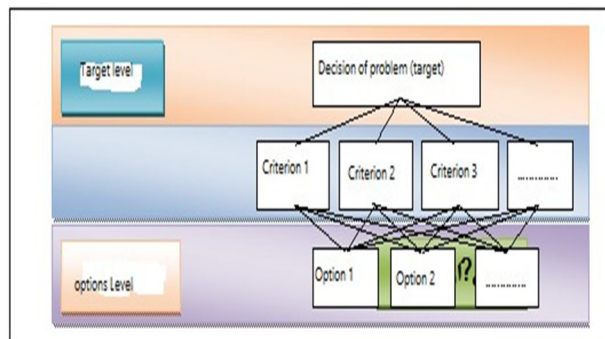 Target level
Decision of problem (target)
Criterion 1
Criterion 2
Criterion 3
.............
options Level
Option 1
Option 2
.............
?